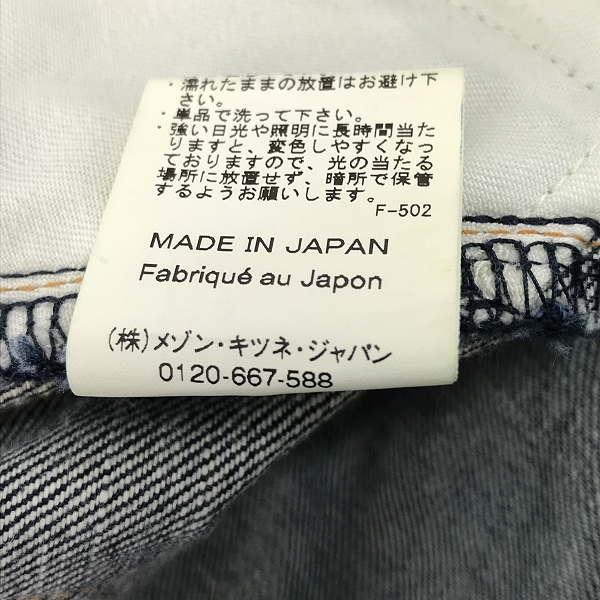 ・濡れたままの放置はお避け下
さい。
・単品で洗って下さい。
・強い日光や照明に長時間当た
りますと、変色しやすくなっ
ておりますので、光の当たる
場所に放置せず、暗所で保管
するようお願いします。
F-502
MADE IN JAPAN
Fabriqué au Japon
(株)メゾン・キツネ・ジャパン
0120-667-588